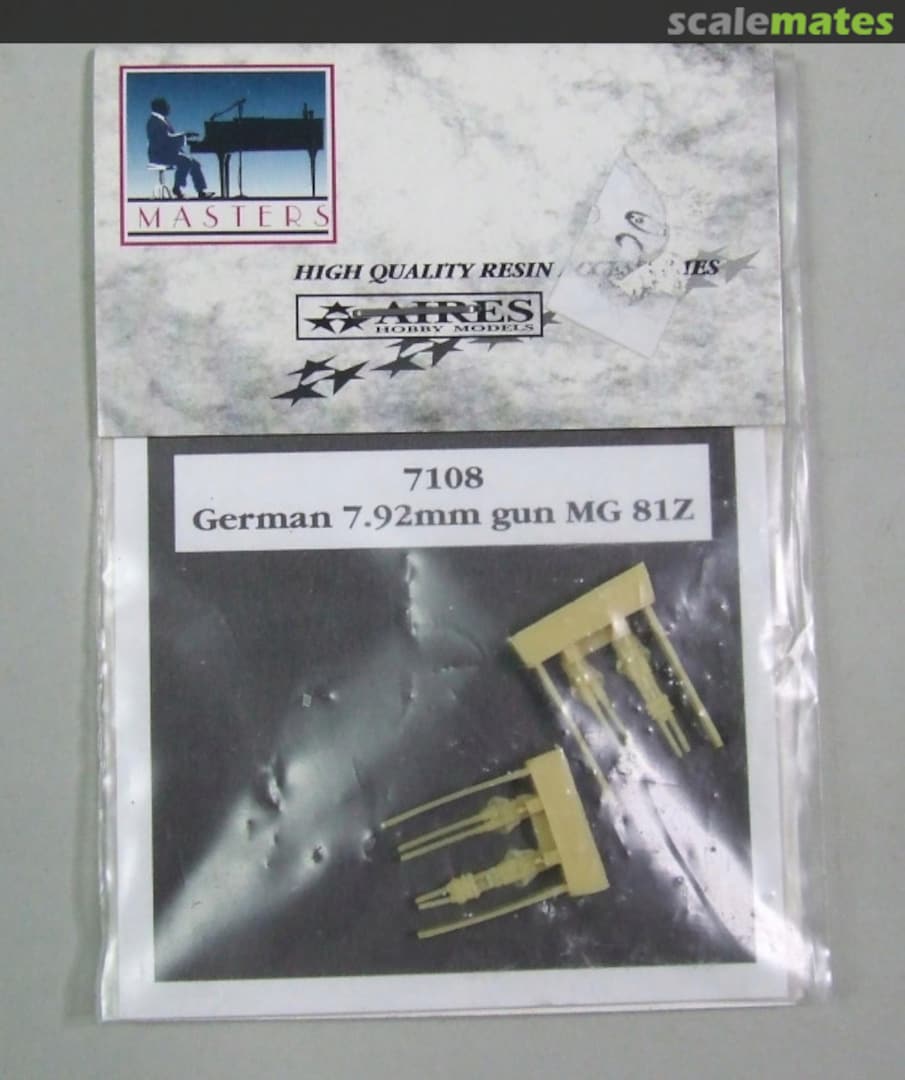 scalemates
MASTERS
HIGH QUALITY RESIN
AIRES
HOBBY MODELS
7108
German 7.92mm gun MG 81Z